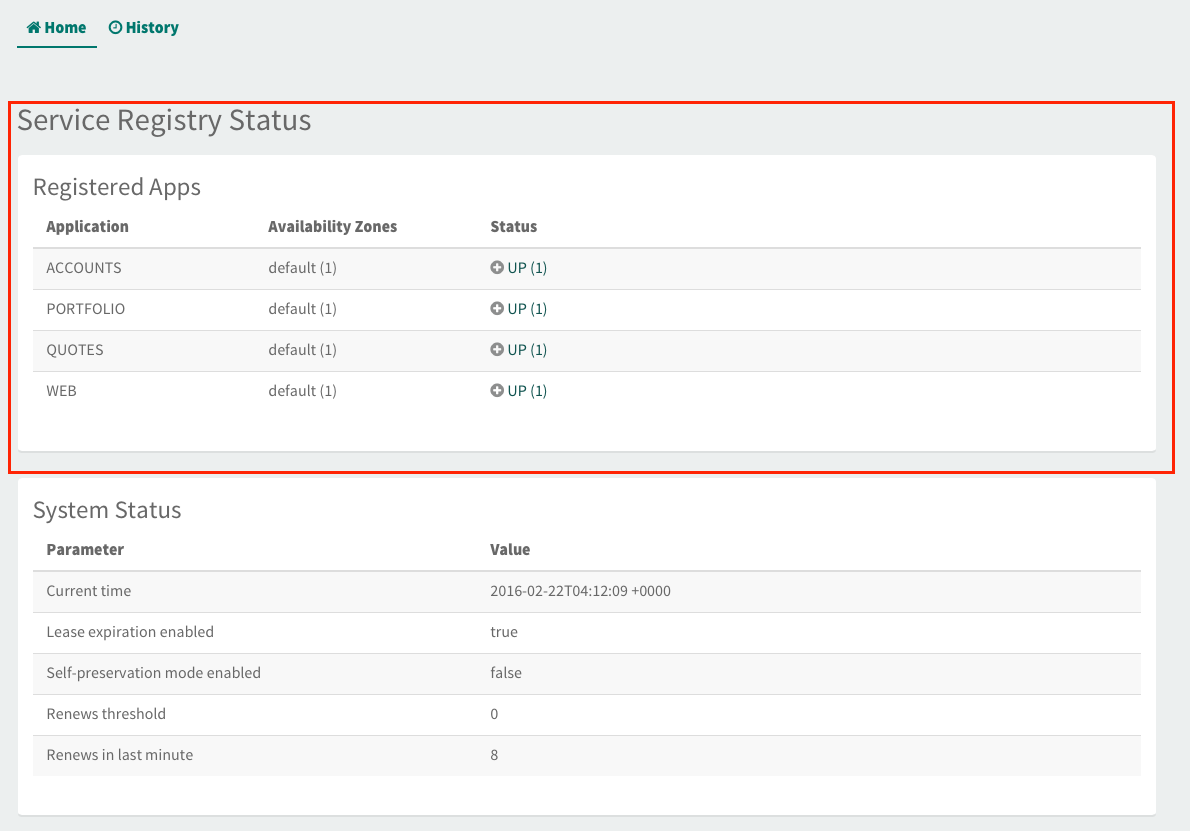 Home History
Service Registry Status
Registered Apps
Application Availability Zones Status
ACCOUNTS default (1) UP (1)
PORTFOLIO default (1) UP (1)
QUOTES default (1) UP (1)
WEB default (1) UP (1)
System Status
Parameter Value
Current time 2016-02-22T04:12:09 +0000
Lease expiration enabled true
Self-preservation mode enabled false
Renews threshold 0
Renews in last minute 8